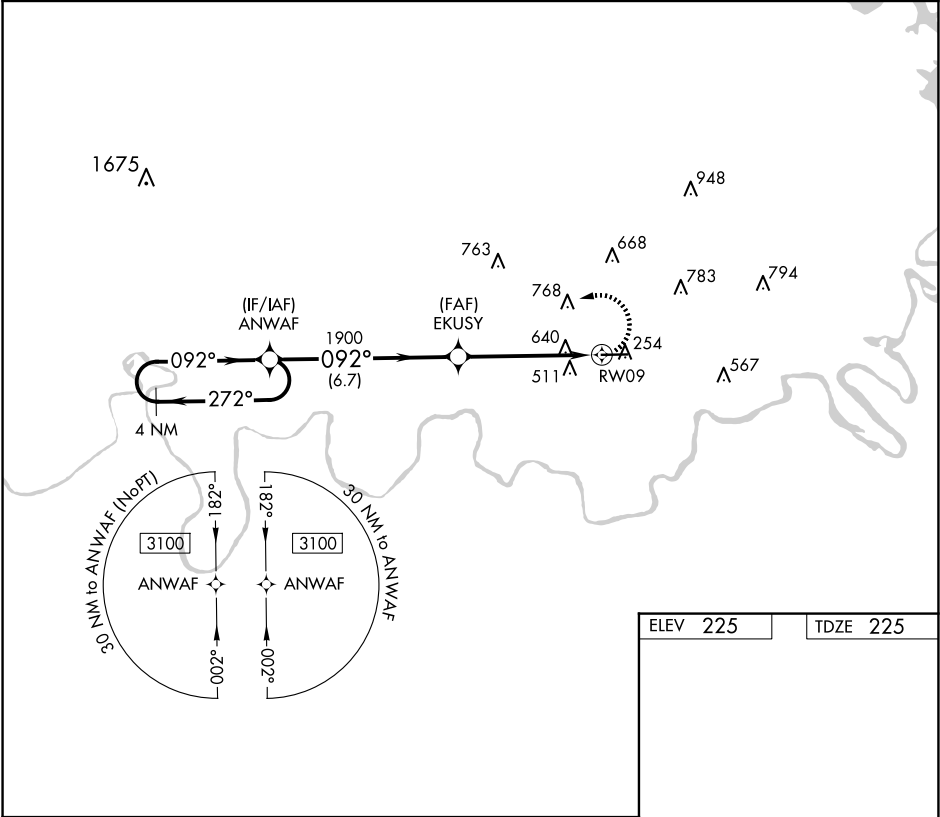 1675
948
763
668
783
794
768
(IF/IAF)
ANWAF
(FAF)
EKUSY
1900
092°
092°
(6.7)
640
254
511
RW09
567
272°
4 NM
30 NM to ANWAF (NoPT)
182°
3100
ANWAF
002°
182°
30 NM to ANWAF
3100
ANWAF
002°
ELEV 225
TDZE 225